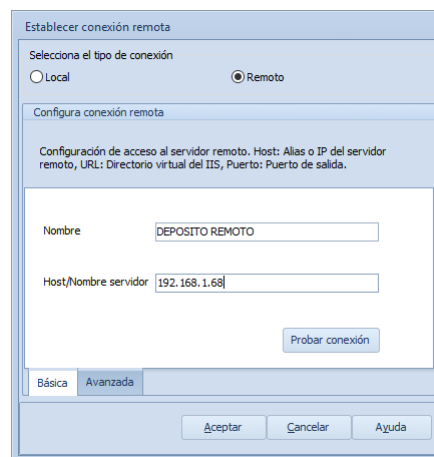 Establecer conexión remota
Selecciona el tipo de conexión
Local Remoto
Configura conexión remota
Configuración de acceso al servidor remoto. Host: Alias o IP del servidor
remoto, URL: Directorio virtual del IIS, Puerto: Puerto de salida.
Nombre DEPOSITO REMOTO
Host/Nombre servidor 192.168.1.68
Probar conexión
Básica Avanzada
Aceptar Cancelar Ayuda